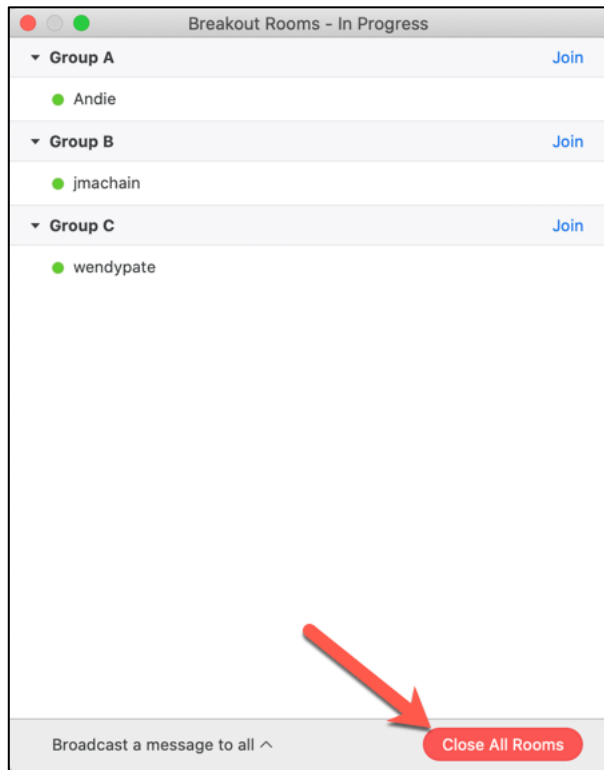 Breakout Rooms - In Progress
Group A Join
Andie
Group B Join
jmachain
Group C Join
wendypate
Broadcast a message to all Close All Rooms